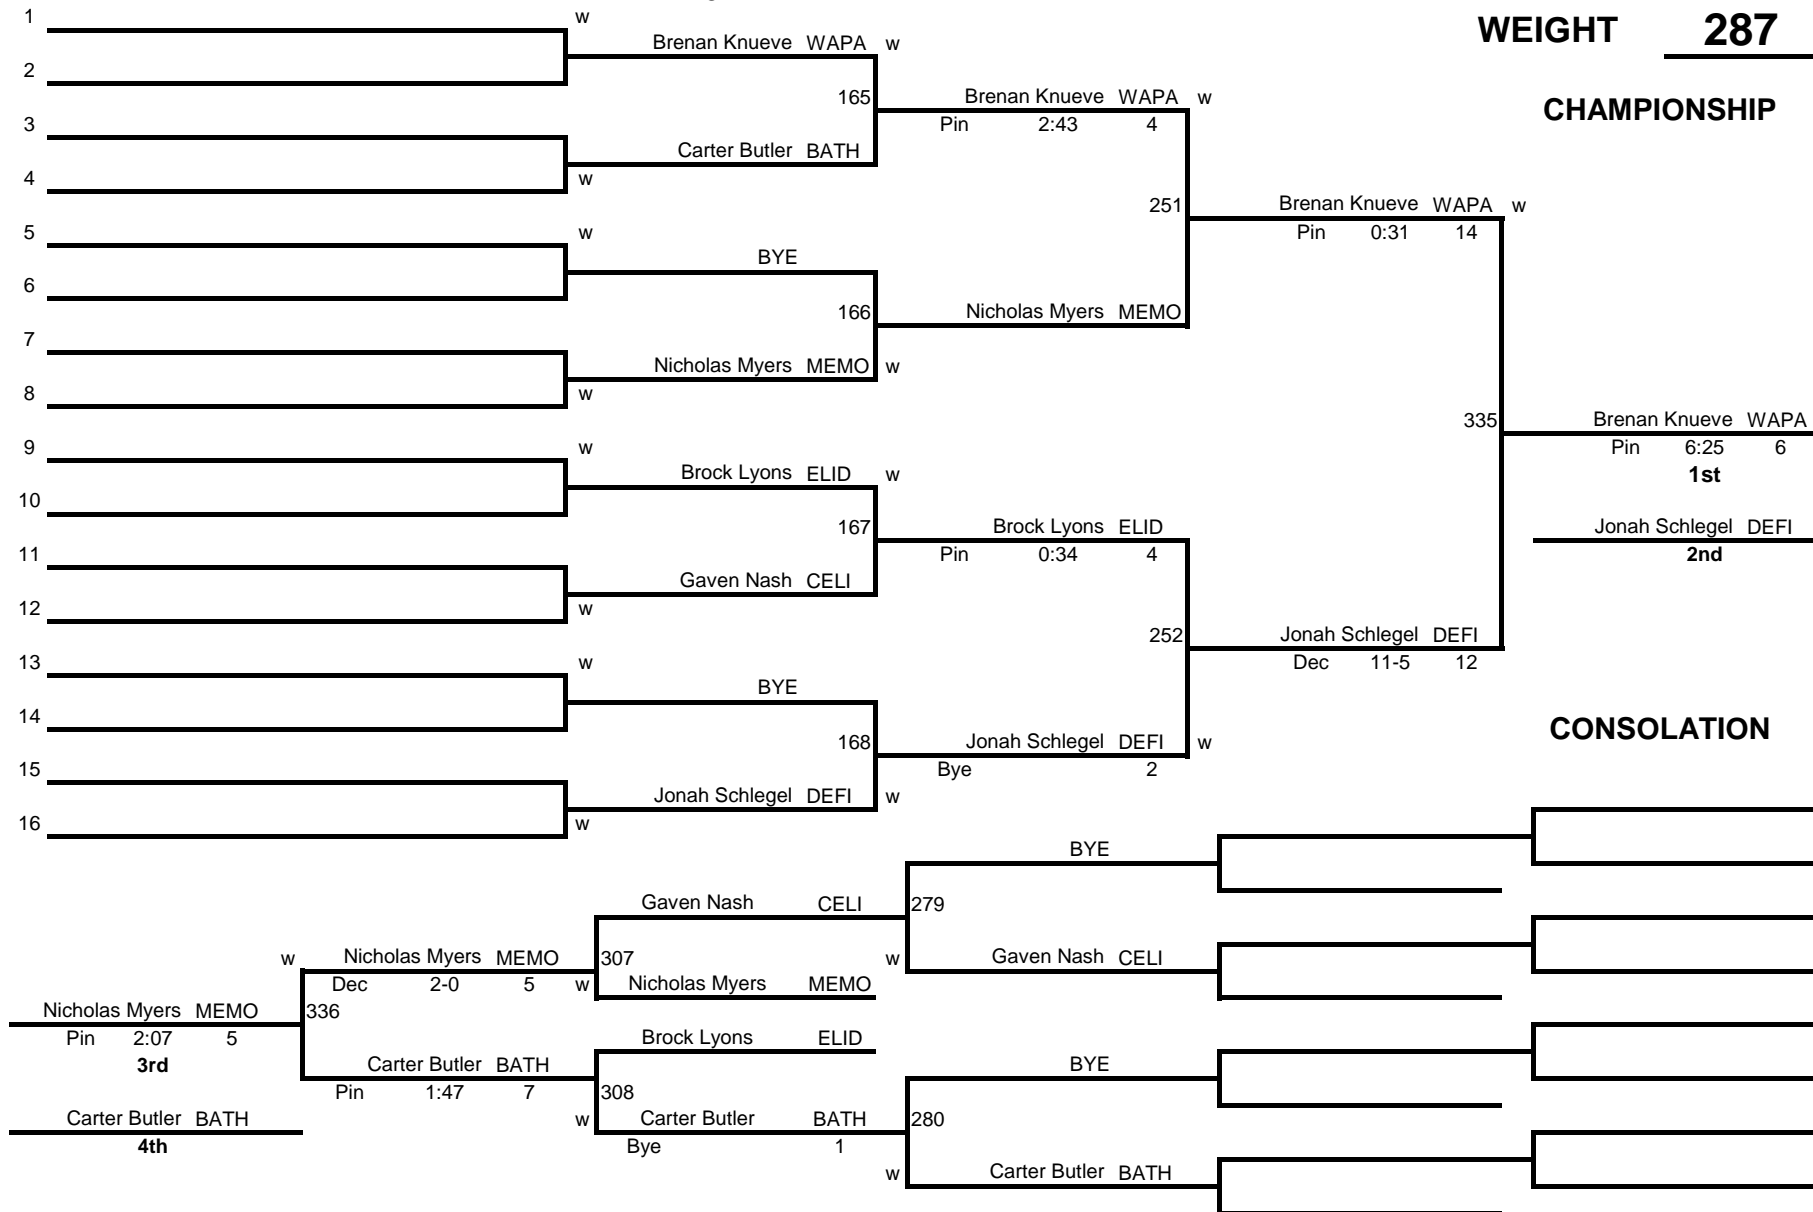 1 w
WEIGHT 287
Brenan Knueve WAPA w
2
165 Brenan Knueve WAPA w
Pin 2:43 4
CHAMPIONSHIP
3
Carter Butler BATH
4 w
251 Brenan Knueve WAPA w
Pin 0:31 14
5 w
BYE
6
166 Nicholas Myers MEMO
7
Nicholas Myers MEMO w
8 w
335 Brenan Knueve WAPA
Pin 6:25 6
1st
9 w
Brock Lyons ELID w
10
167 Brock Lyons ELID
Pin 0:34 4
Jonah Schlegel DEFI
2nd
11
Gaven Nash CELI
12 w
252 Jonah Schlegel DEFI
Dec 11-5 12
13 w
BYE
14
168 Jonah Schlegel DEFI w
Bye 2
CONSOLATION
15
Jonah Schlegel DEFI w
16 w
BYE
Gaven Nash CELI 279
w Nicholas Myers MEMO 307 w Gaven Nash CELI
Dec 2-0 5 w Nicholas Myers MEMO
Nicholas Myers MEMO 336
Pin 2:07 5
3rd
Brock Lyons ELID
Carter Butler BATH BYE
Pin 1:47 7 308
Carter Butler BATH w Carter Butler BATH 280
4th Bye 1
w Carter Butler BATH